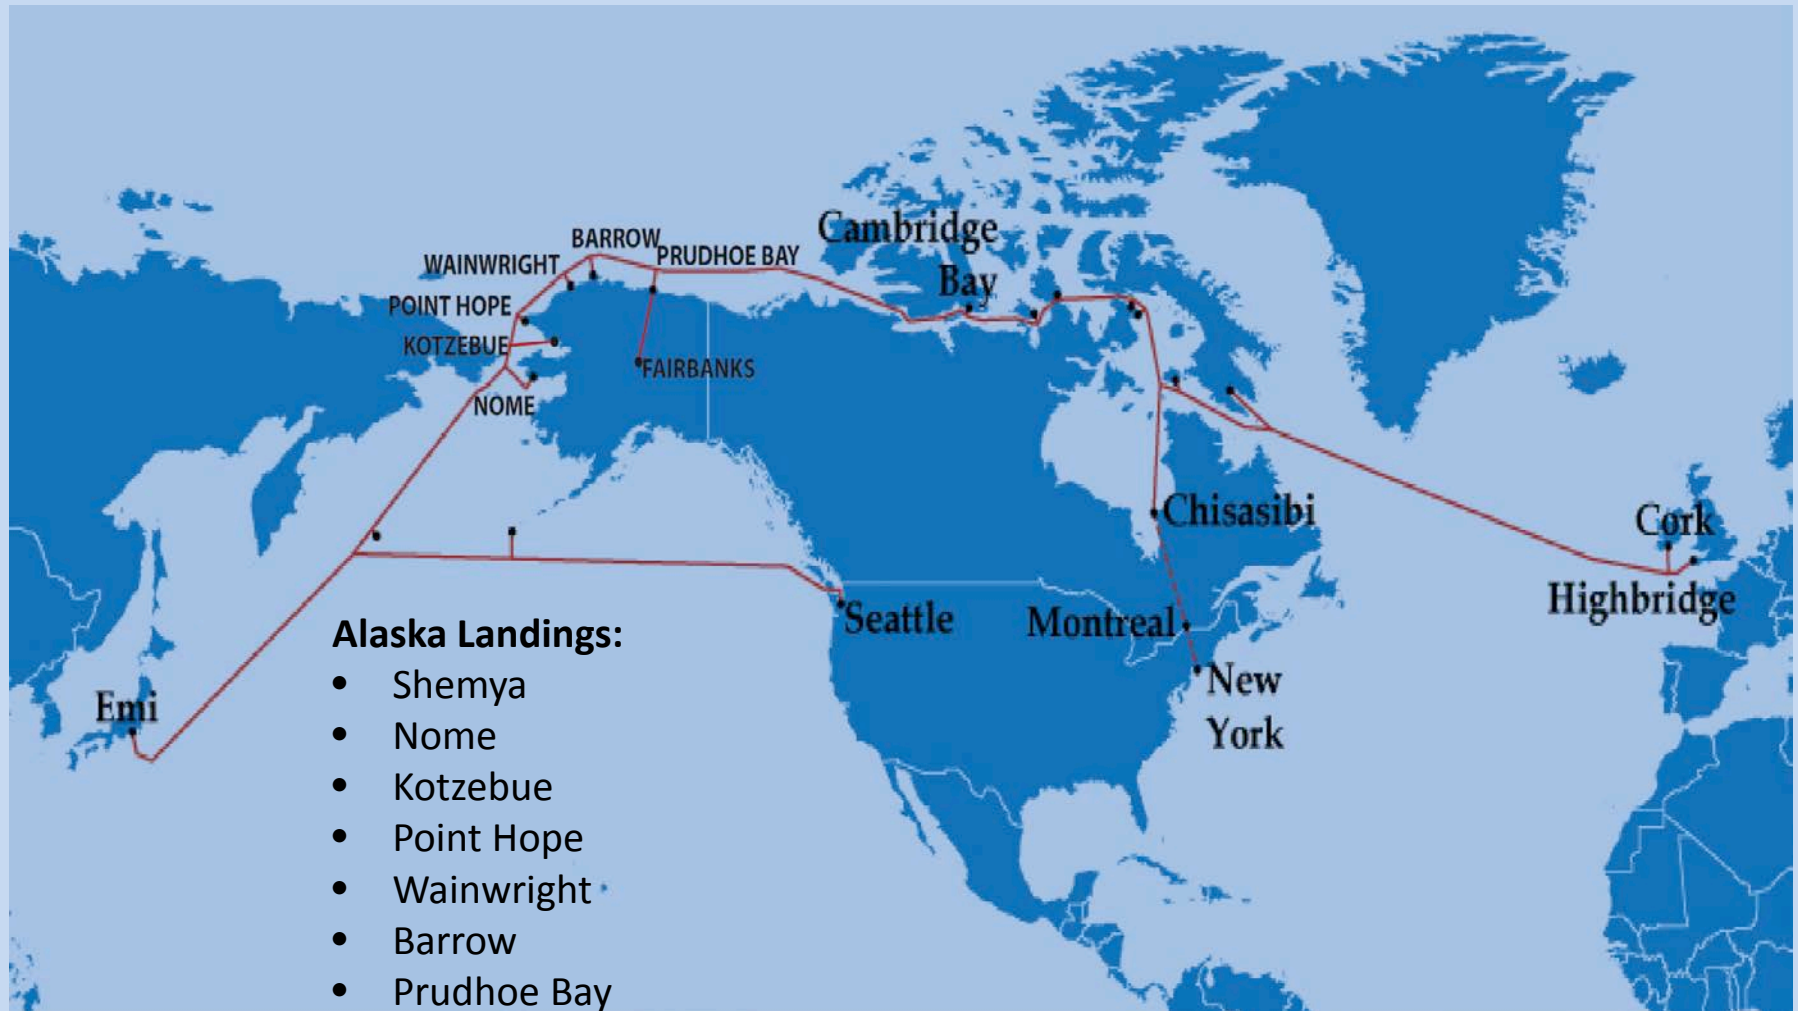 BARROW
PRUDHOE BAY
WAINWRIGHT
POINT HOPE
KOTZEBUE
FAIRBANKS
NOME
Cambridge
Bay
Chisasibi
Cork
Highbridge
Seattle
Montreal
New
York
Emi
Alaska Landings:
• Shemya
• Nome
• Kotzebue
• Point Hope
• Wainwright
• Barrow
• Prudhoe Bay